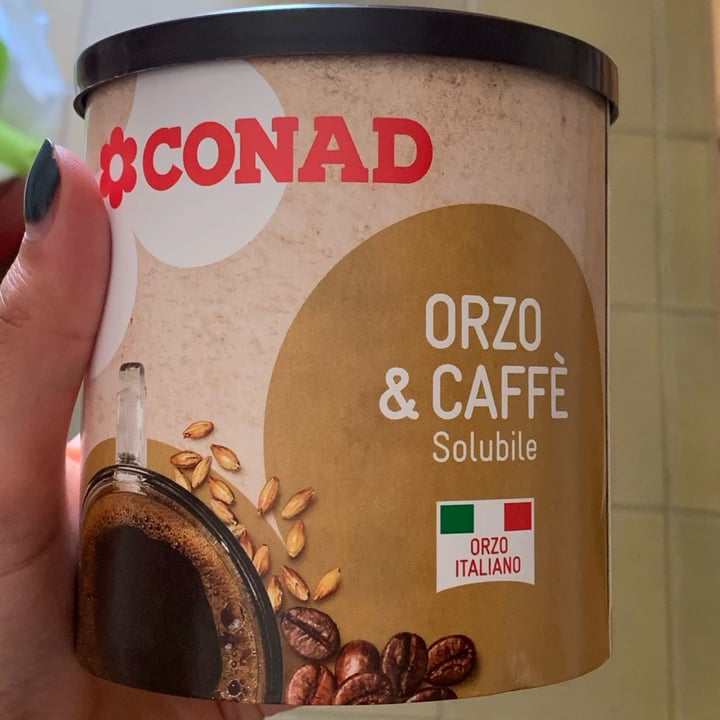 CONAD
ORZO
& CAFFÈ
Solubile
ORZO
ITALIANO